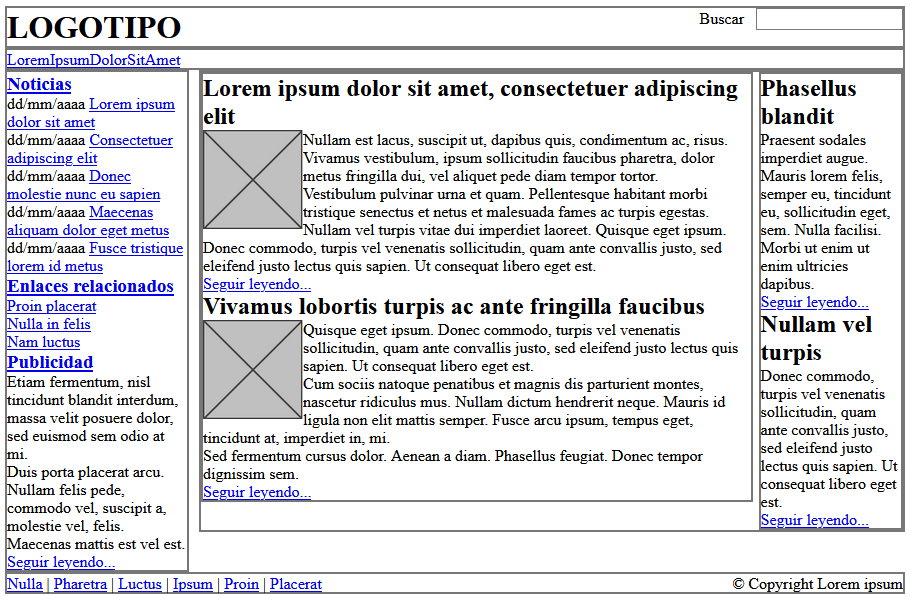 LOGOTIPO
Buscar
LoremIpsumDolorSitAmet
Noticias
dd/mm/aaaa Lorem ipsum
dolor sit amet
dd/mm/aaaa Consectetuer
adipiscing elit
dd/mm/aaaa Donec
molestie nunc eu sapien
dd/mm/aaaa Maecenas
aliquam dolor eget metus
dd/mm/aaaa Fusce tristique
lorem id metus
Enlaces relacionados
Proin placerat
Nulla in felis
Nam luctus
Publicidad
Etiam fermentum, nisl
tincidunt blandit interdum,
massa velit posuere dolor,
sed euismod sem odio at
mi.
Duis porta placerat arcu.
Nullam felis pede,
commodo vel, suscipit a,
molestie vel, felis.
Maecenas mattis est vel est.
Seguir leyendo...
Lorem ipsum dolor sit amet, consectetuer adipiscing
elit
Nullam est lacus, suscipit ut, dapibus quis, condimentum ac, risus.
Vivamus vestibulum, ipsum sollicitudin faucibus pharetra, dolor
metus fringilla dui, vel aliquet pede diam tempor tortor.
Vestibulum pulvinar urna et quam. Pellentesque habitant morbi
tristique senectus et netus et malesuada fames ac turpis egestas.
Nullam vel turpis vitae dui imperdiet laoreet. Quisque eget ipsum.
Donec commodo, turpis vel venenatis sollicitudin, quam ante convallis justo, sed
eleifend justo lectus quis sapien. Ut consequat libero eget est.
Seguir leyendo...
Vivamus lobortis turpis ac ante fringilla faucibus
Quisque eget ipsum. Donec commodo, turpis vel venenatis
sollicitudin, quam ante convallis justo, sed eleifend justo lectus quis
sapien. Ut consequat libero eget est.
Cum sociis natoque penatibus et magnis dis parturient montes,
nascetur ridiculus mus. Nullam dictum hendrerit neque. Mauris id
ligula non elit mattis semper. Fusce arcu ipsum, tempus eget,
tincidunt at, imperdiet in, mi.
Sed fermentum cursus dolor. Aenean a diam. Phasellus feugiat. Donec tempor
dignissim sem.
Seguir leyendo...
Phasellus
blandit
Praesent sodales
imperdiet augue.
Mauris lorem felis,
semper eu, tincidunt
eu, sollicitudin eget,
sem. Nulla facilisi.
Morbi ut enim ut
enim ultricies
dapibus.
Seguir leyendo...
Nullam vel
turpis
Donec commodo,
turpis vel venenatis
sollicitudin, quam
ante convallis justo,
sed eleifend justo
lectus quis sapien. Ut
consequat libero eget
est.
Seguir leyendo...
Nulla | Pharetra | Luctus | Ipsum | Proin | Placerat
© Copyright Lorem ipsum